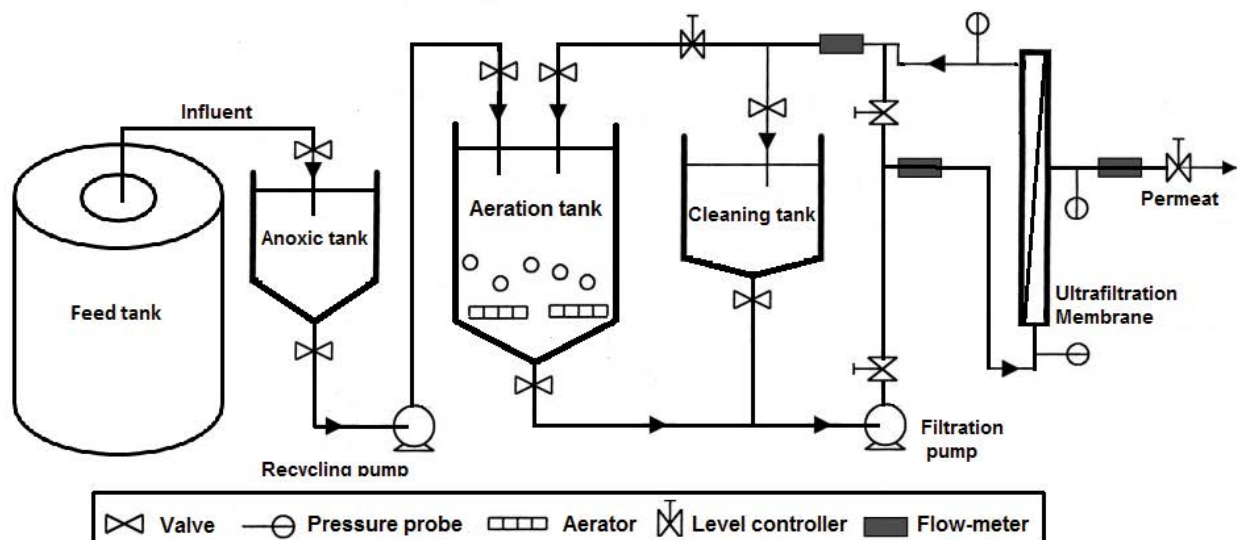 Influent
Feed tank
Anoxic tank
Aeration tank
Cleaning tank
Permeat
Ultrafiltration
Membrane
Recycling pump
Filtration
pump
Valve
Pressure probe
Aerator
Level controller
Flow-meter